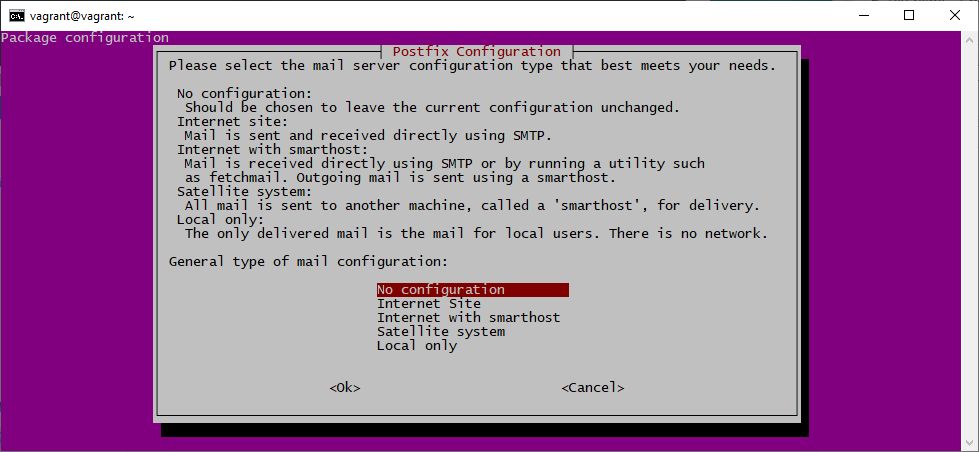 vagrant@vagrant: ~
Package configuration
Postfix Configuration
Please select the mail server configuration type that best meets your needs.
No configuration:
Should be chosen to leave the current configuration unchanged.
Internet site:
Mail is sent and received directly using SMTP.
Internet with smarthost:
Mail is received directly using SMTP or by running a utility such
as fetchmail. Outgoing mail is sent using a smarthost.
Satellite system:
All mail is sent to another machine, called a 'smarthost', for delivery.
Local only:
The only delivered mail is the mail for local users. There is no network.
General type of mail configuration:
No configuration
Internet Site
Internet with smarthost
Satellite system
Local only
<Ok> <Cancel>